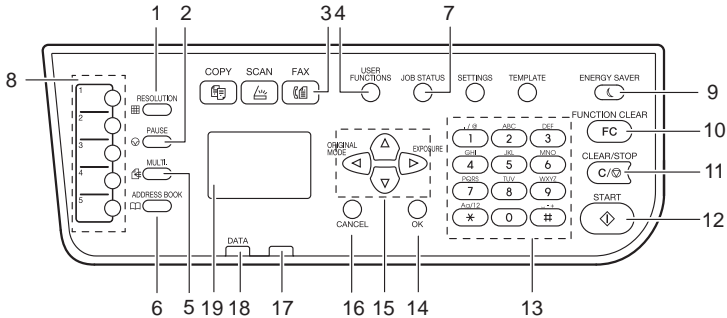 1 2 3 4 7
8
COPY SCAN FAX
USER FUNCTIONS
JOB STATUS
SETTINGS
TEMPLATE
ENERGY SAVER
9
1
RESOLUTION
2
PAUSE
3
MULTI.
4
ADDRESS BOOK
5
ORIGINAL MODE
EXPOSURE
CANCEL
OK
. / @ ABC DEF
1 2 3
GHI JKL MNO
4 5 6
PQRS TUV WXYZ
7 8 9
Aa/12 _ - +
* 0 #
FUNCTION CLEAR
FC
10
CLEAR/STOP
C/
11
START
12
DATA
6 5 19 18 17 16 15 14 13